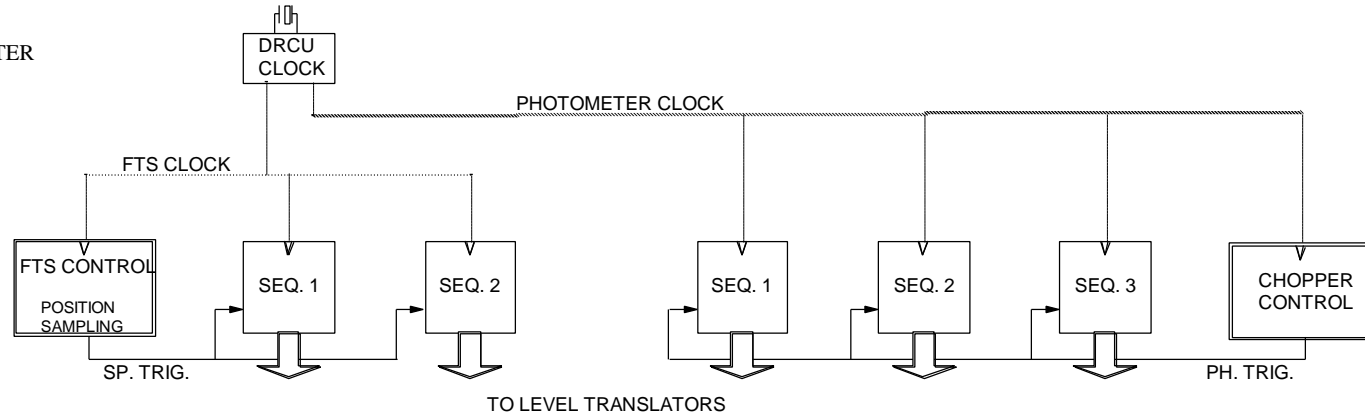 TER
DRCU
CLOCK
PHOTOMETER CLOCK
FTS CLOCK
FTS CONTROL
POSITION
SAMPLING
SEQ. 1
SEQ. 2
SEQ. 1
SEQ. 2
SEQ. 3
CHOPPER
CONTROL
SP. TRIG.
PH. TRIG.
TO LEVEL TRANSLATORS